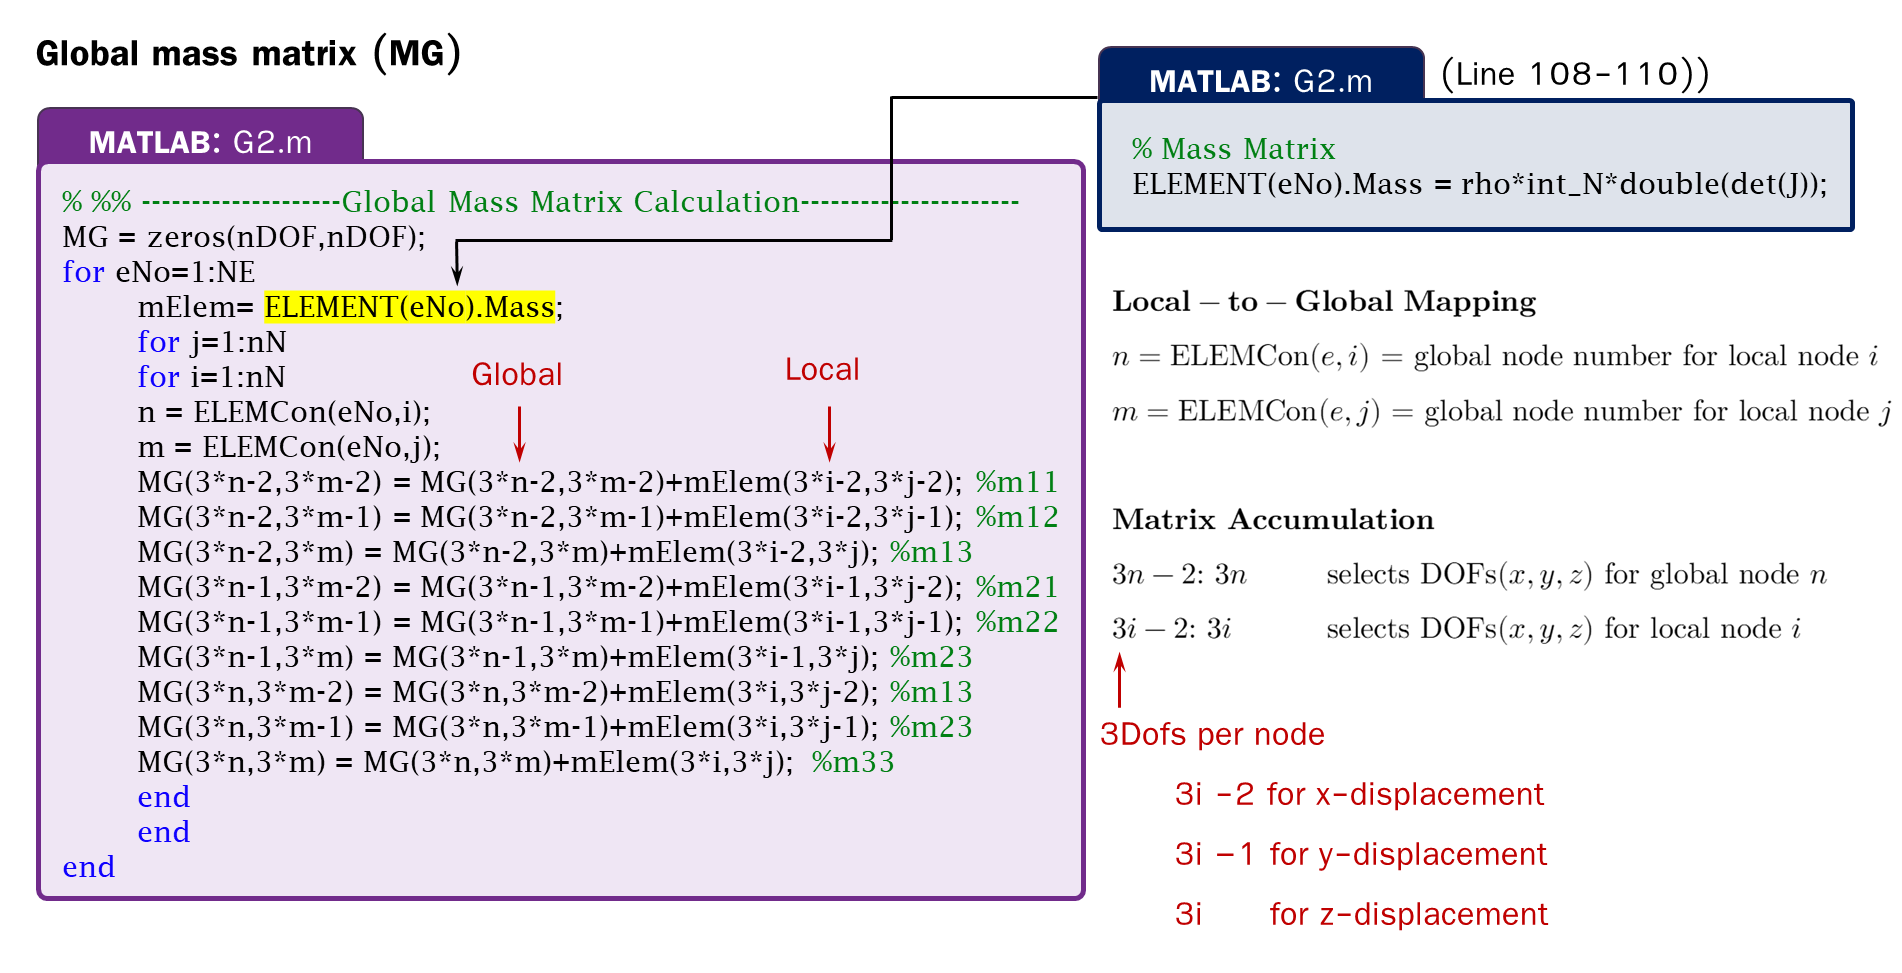 Global mass matrix (MG)
MATLAB: G2.m
% %% -------------------Global Mass Matrix Calculation---------------------
MG = zeros(nDOF,nDOF);
for eNo=1:NE
mElem= ELEMENT(eNo).Mass;
for j=1:nN
for i=1:nN
n = ELEMCon(eNo,i);
m = ELEMCon(eNo,j);
Global
Local
MG(3*n-2,3*m-2) = MG(3*n-2,3*m-2)+mElem(3*i-2,3*j-2); %m11
MG(3*n-2,3*m-1) = MG(3*n-2,3*m-1)+mElem(3*i-2,3*j-1); %m12
MG(3*n-2,3*m) = MG(3*n-2,3*m)+mElem(3*i-2,3*j); %m13
MG(3*n-1,3*m-2) = MG(3*n-1,3*m-2)+mElem(3*i-1,3*j-2); %m21
MG(3*n-1,3*m-1) = MG(3*n-1,3*m-1)+mElem(3*i-1,3*j-1); %m22
MG(3*n-1,3*m) = MG(3*n-1,3*m)+mElem(3*i-1,3*j); %m23
MG(3*n,3*m-2) = MG(3*n,3*m-2)+mElem(3*i,3*j-2); %m13
MG(3*n,3*m-1) = MG(3*n,3*m-1)+mElem(3*i,3*j-1); %m23
MG(3*n,3*m) = MG(3*n,3*m)+mElem(3*i,3*j); %m33
end
end
end
MATLAB: G2.m
(Line 108-110))
% Mass Matrix
ELEMENT(eNo).Mass = rho*int_N*double(det(J));
Local – to – Global Mapping
n = ELEMCon(e, i) = global node number for local node i
m = ELEMCon(e, j) = global node number for local node j
Matrix Accumulation
3n − 2: 3n selects DOFs(x, y, z) for global node n
3i − 2: 3i selects DOFs(x, y, z) for local node i
3Dofs per node
3i -2 for x-displacement
3i –1 for y-displacement
3i for z-displacement